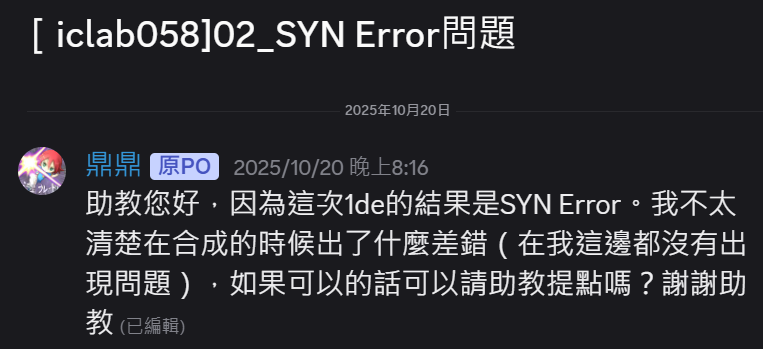 [ iclab058]02_SYN Error問題
2025年10月20日
鼎鼎 原PO 2025/10/20 晚上8:16
助教您好，因為這次1de的結果是SYN Error。我不太
清楚在合成的時候出了什麼差錯（在我這邊都沒有出
現問題），如果可以的話可以請助教提點嗎？謝謝助
教 (已編輯)